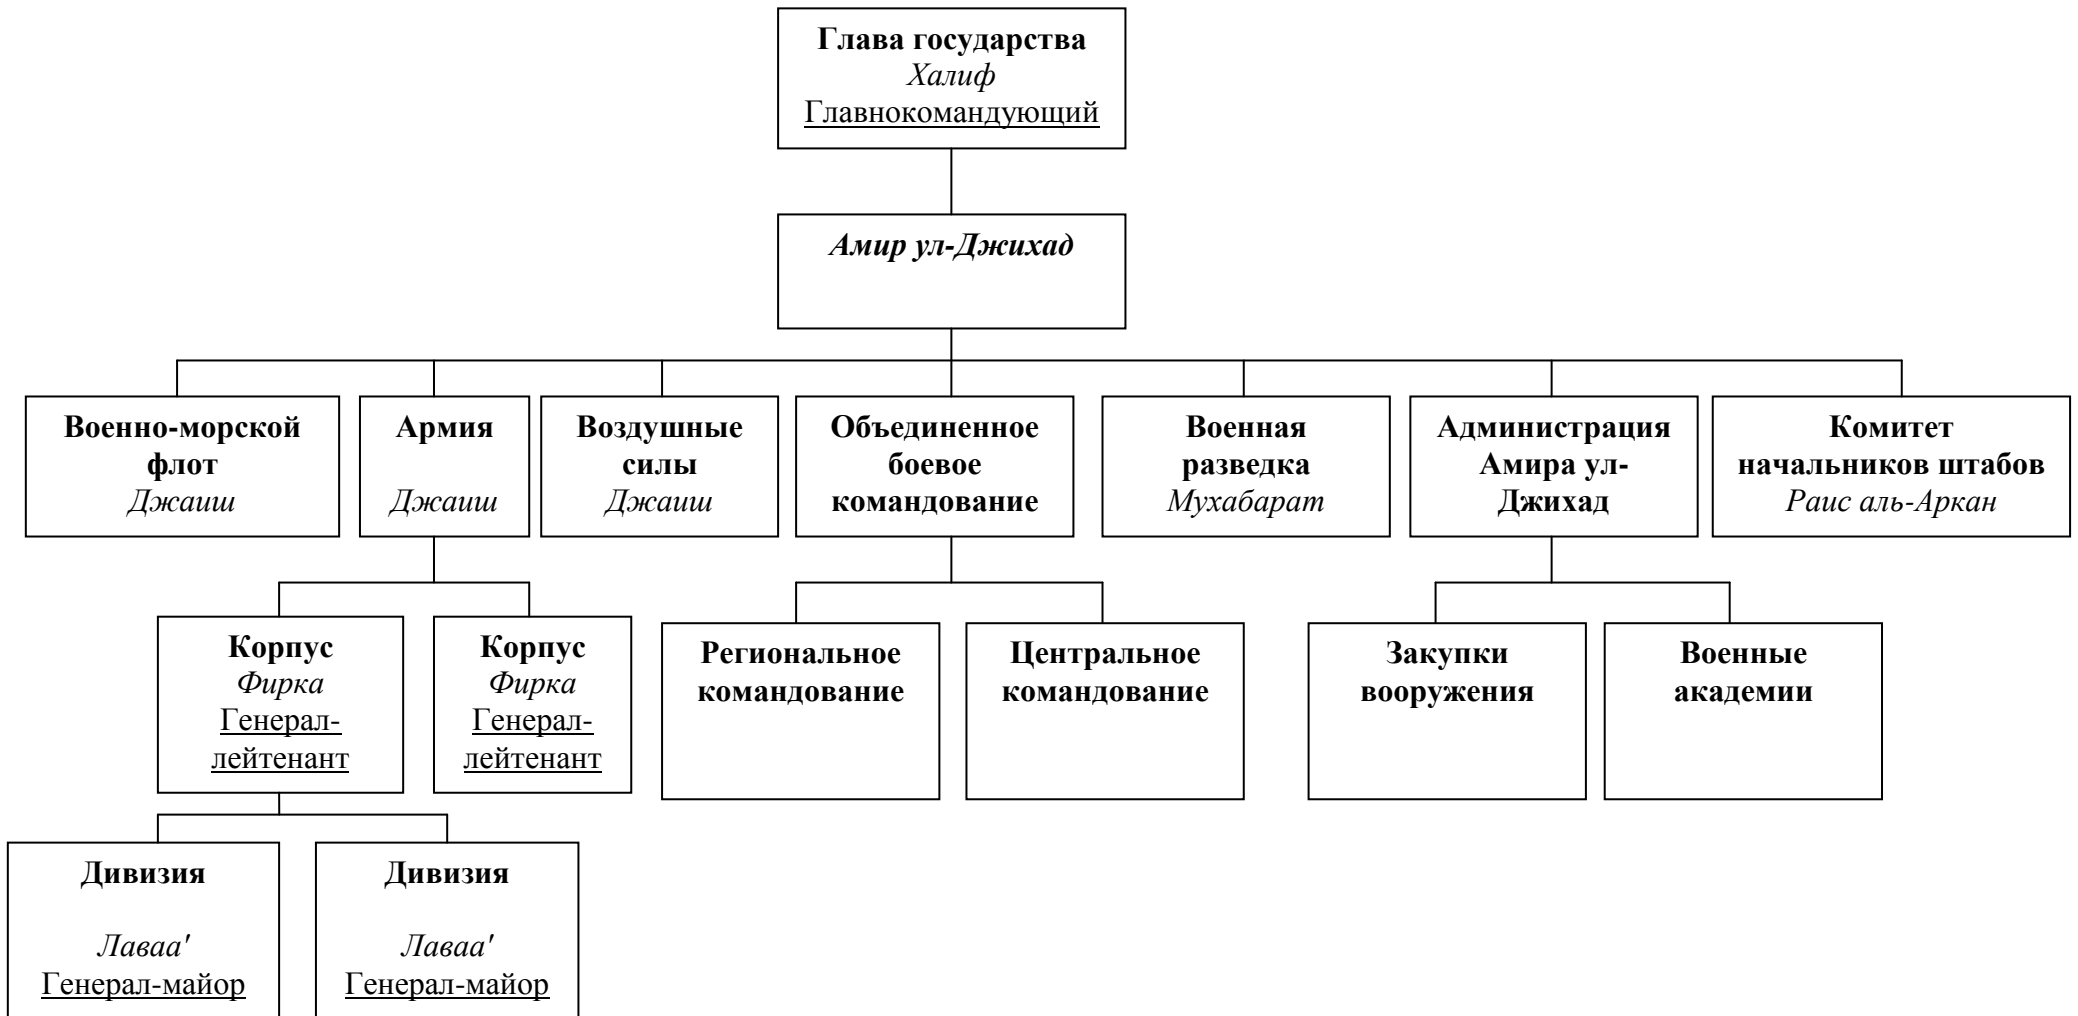 Глава государства
Халиф
Главнокомандующий
Амир ул-Джихад
Военно-морской
флот
Джаиш
Армия
Джаиш
Воздушные
силы
Джаиш
Объединенное
боевое
командование
Военная
разведка
Мухабарат
Администрация
Амира ул-
Джихад
Комитет
начальников штабов
Раис аль-Аркан
Корпус
Фирка
Генерал-
лейтенант
Корпус
Фирка
Генерал-
лейтенант
Региональное
командование
Центральное
командование
Закупки
вооружения
Военные
академии
Дивизия
Лаваа'
Генерал-майор
Дивизия
Лаваа'
Генерал-майор